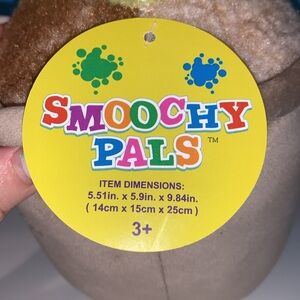 SMOOCHY
PALS™
ITEM DIMENSIONS:
5.51in. x 5.9in. x 9.84in.
( 14cm x 15cm x 25cm )
3+